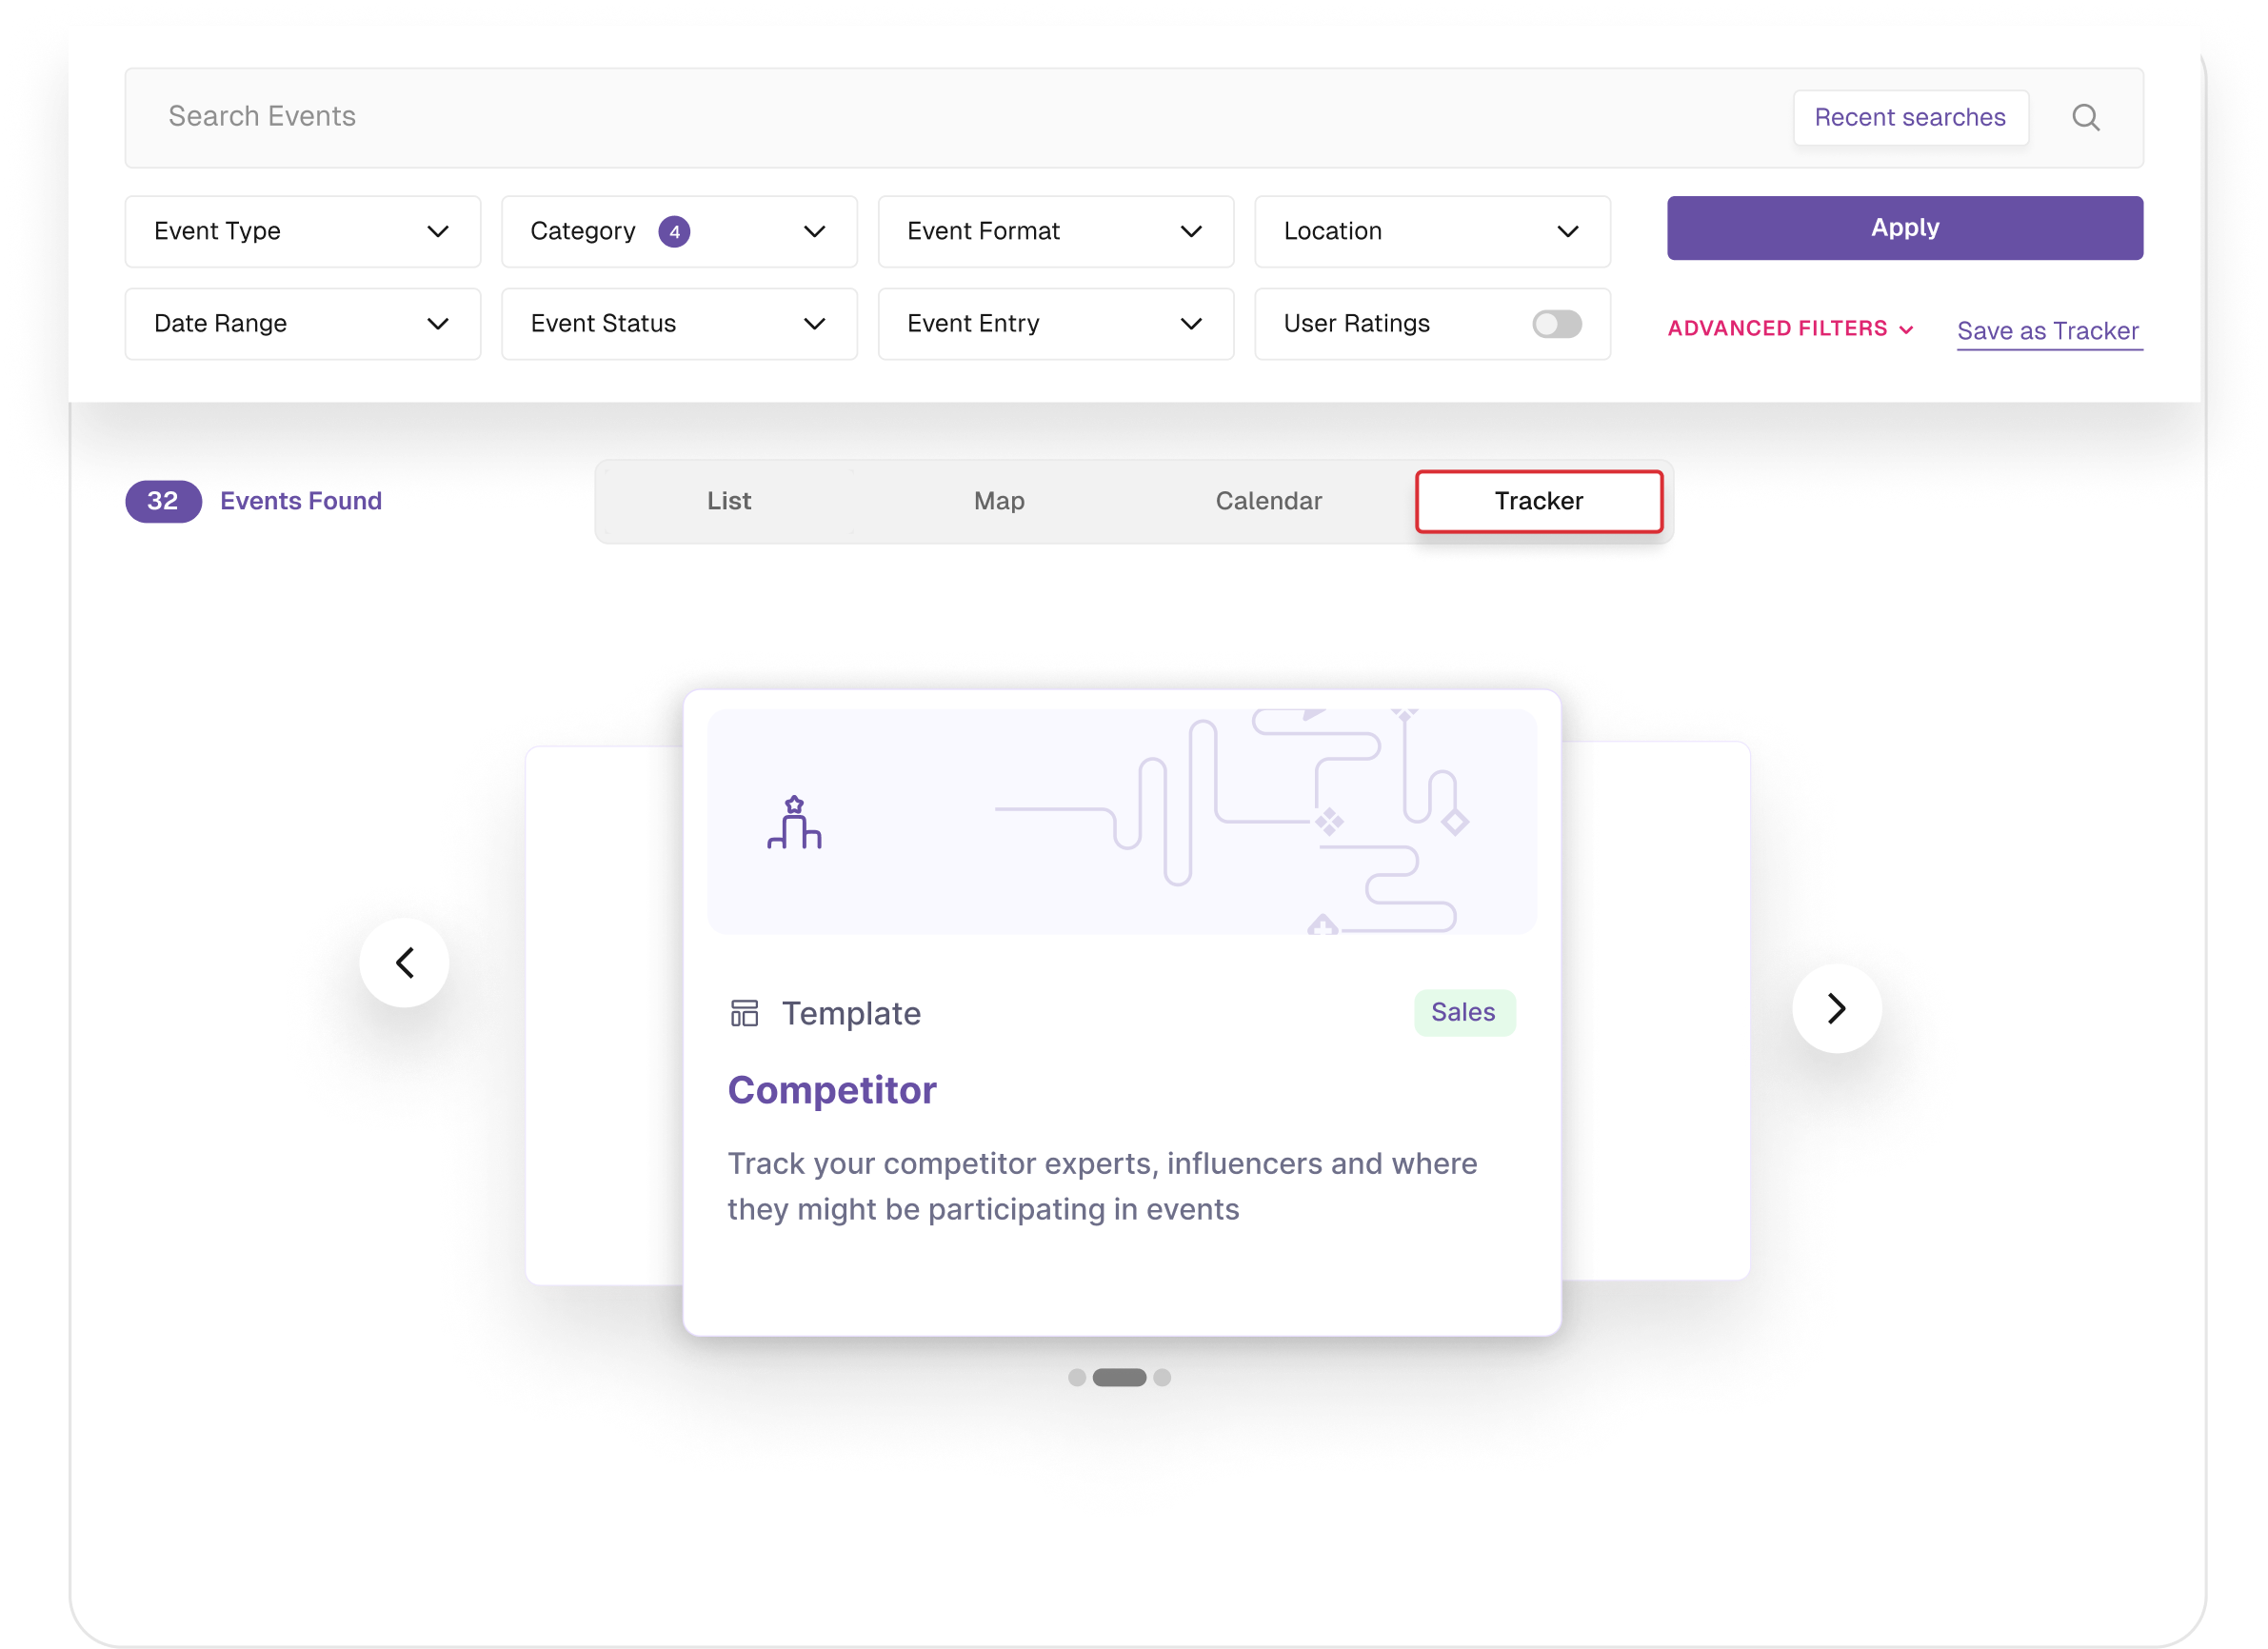 Search Events
Recent searches
Event Type
Category 4
Event Format
Location
Apply
Date Range
Event Status
Event Entry
User Ratings
ADVANCED FILTERS
Save as Tracker
32 Events Found
List
Map
Calendar
Tracker
Template
Sales
Competitor
Track your competitor experts, influencers and where
they might be participating in events